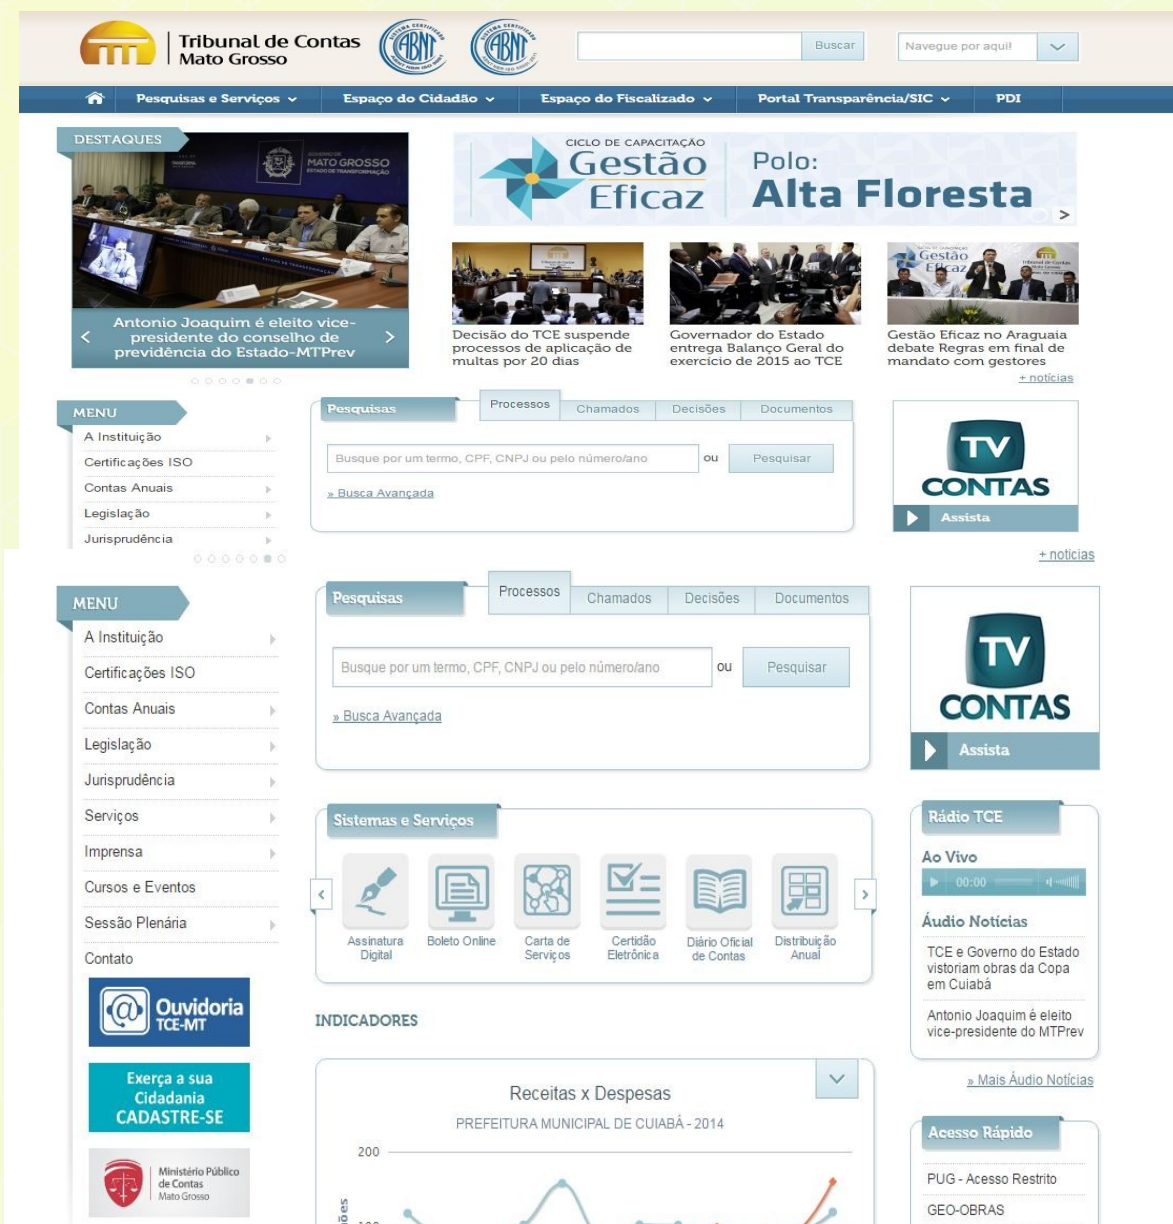 Tribunal de Contas
Mato Grosso
ABNT
ABNT
Buscar
Navegue por aqui!
Pesquisas e Serviços
Espaço do Cidadão
Espaço do Fiscalizado
Portal Transparência/SIC
PDI
DESTAQUES
MATO GROSSO
ESTADO DE TRANSFORMAÇÃO
Antonio Joaquim é eleito vice-
presidente do conselho de
previdência do Estado-MTPrev
CICLO DE CAPACITAÇÃO
Gestão
Eficaz
Polo:
Alta Floresta
>
Gestão
Eficaz
Decisão do TCE suspende
processos de aplicação de
multas por 20 dias
Governador do Estado
entrega Balanço Geral do
exercício de 2015 ao TCE
Gestão Eficaz no Araguaia
debate Regras em final de
mandato com gestores
+ notícias
MENU
A Instituição
Certificações ISO
Contas Anuais
Legislação
Jurisprudência
Pesquisas
Processos
Chamados
Decisões
Documentos
Busque por um termo, CPF, CNPJ ou pelo número/ano
ou
Pesquisar
» Busca Avançada
TV
CONTAS
Assista
+ noticias
MENU
A Instituição
Certificações ISO
Contas Anuais
Legislação
Jurisprudência
Serviços
Imprensa
Cursos e Eventos
Sessão Plenária
Contato
Pesquisas
Processos
Chamados
Decisões
Documentos
Busque por um termo, CPF, CNPJ ou pelo número/ano
ou
Pesquisar
» Busca Avançada
TV
CONTAS
Assista
Sistemas e Serviços
Assinatura
Digital
Boleto Online
Carta de
Serviços
Certidão
Eletrônica
Diário Oficial
de Contas
Distribuição
Anual
Rádio TCE
Ao Vivo
00:00
Áudio Notícias
TCE e Governo do Estado
vistoriam obras da Copa
em Cuiabá
Antonio Joaquim é eleito
vice-presidente do MTPrev
» Mais Áudio Notícias
Ouvidoria
TCE-MT
Exerça a sua
Cidadania
CADASTRE-SE
Ministério Público
de Contas
Mato Grosso
INDICADORES
Receitas x Despesas
PREFEITURA MUNICIPAL DE CUIABÁ - 2014
200
Acesso Rápido
PUG - Acesso Restrito
GEO-OBRAS